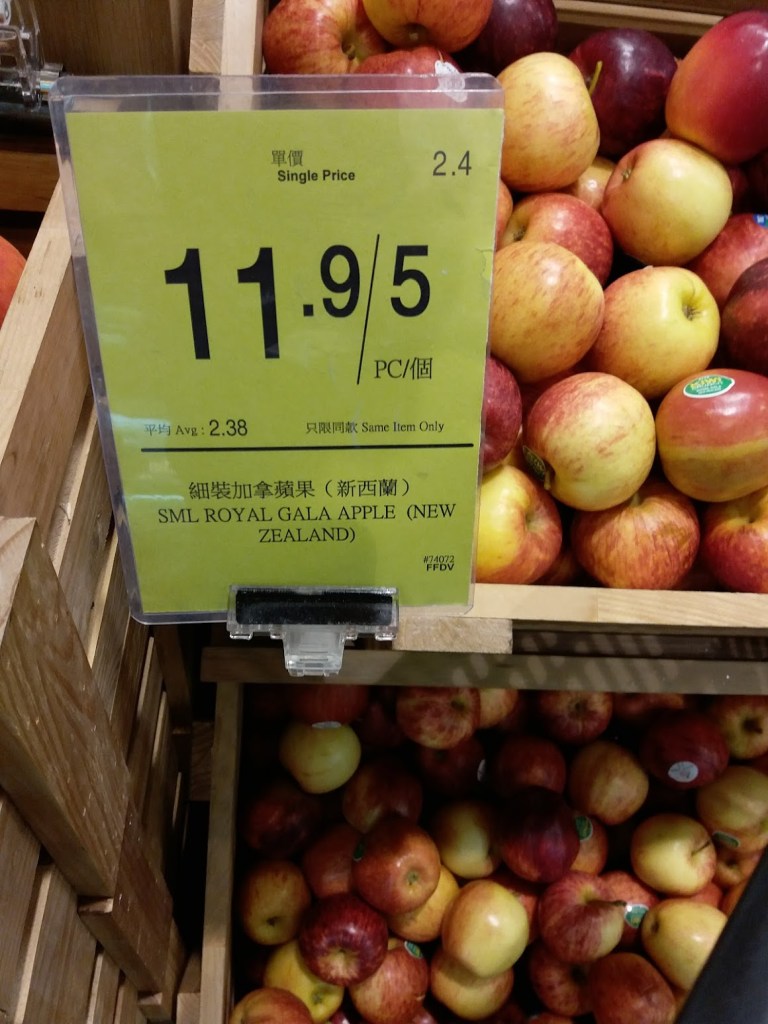 單價
Single Price
2.4
11.9/5
PC/個
平均 Avg : 2.38
只限同款 Same Item Only
細裝加拿蘋果（新西蘭）
SML ROYAL GALA APPLE (NEW
ZEALAND)
#74072
FFDV